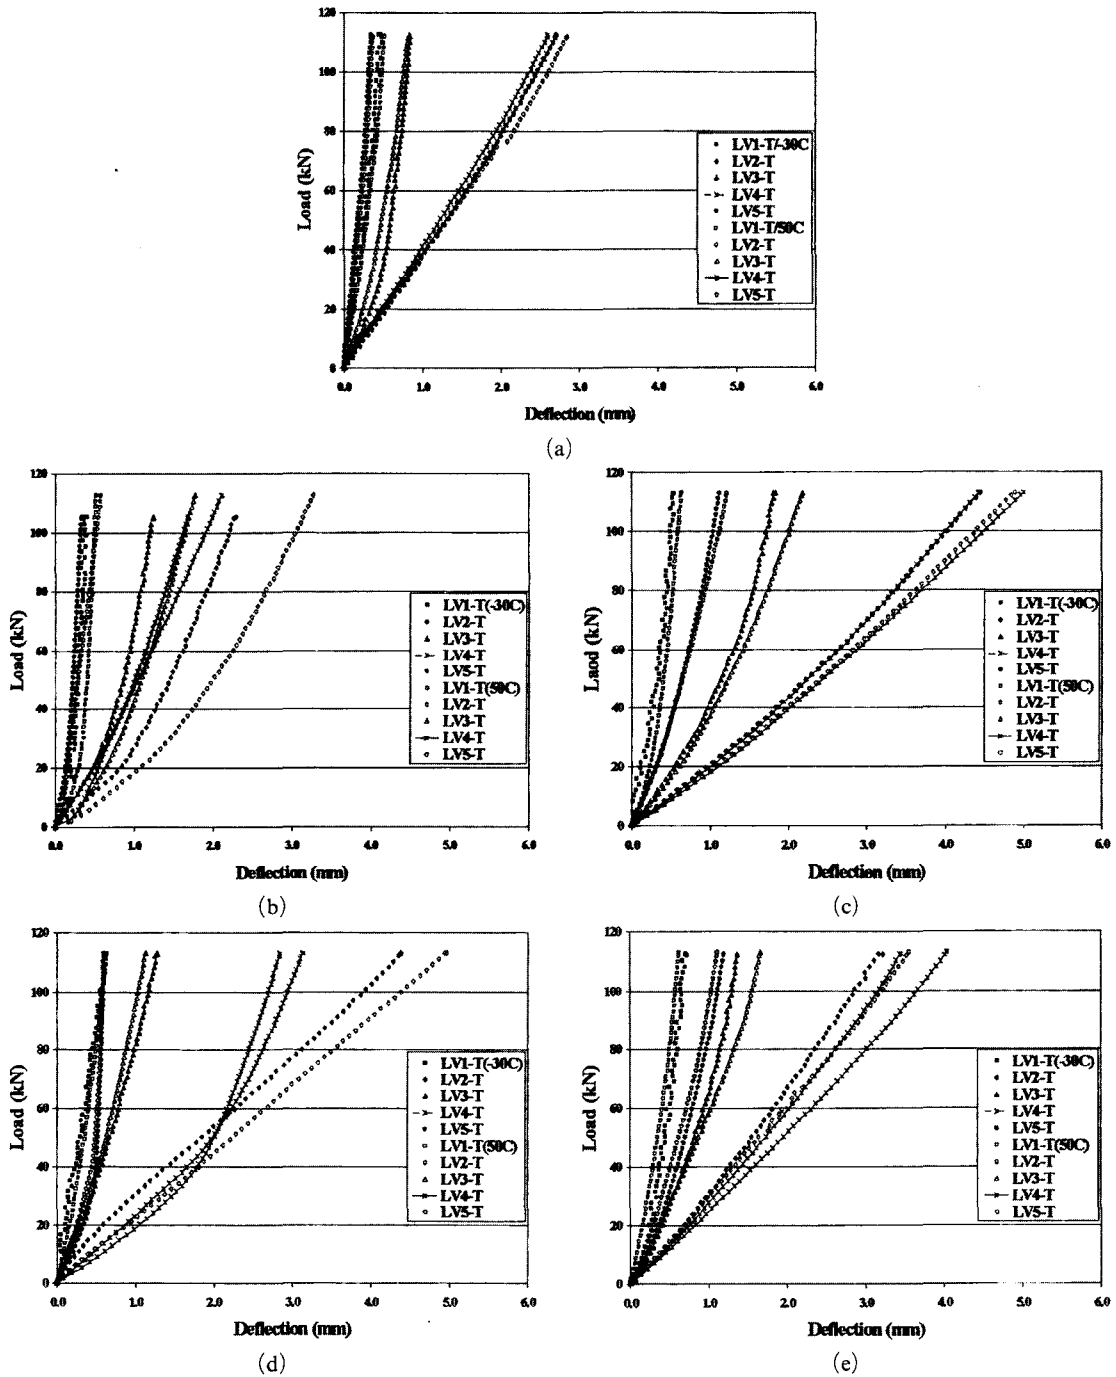 120
100
80
60
40
20
0
Load (kN)
0.0 1.0 2.0 3.0 4.0 5.0 6.0
Deflection (mm)
LV1-T/-30C
LV2-T
LV3-T
LV4-T
LV5-T
LV1-T/50C
LV2-T
LV3-T
LV4-T
LV5-T
(a)
120
100
80
60
40
20
0
Load (kN)
0.0 1.0 2.0 3.0 4.0 5.0 6.0
Deflection (mm)
LV1-T(-30C)
LV2-T
LV3-T
LV4-T
LV5-T
LV1-T(50C)
LV2-T
LV3-T
LV4-T
LV5-T
(b)
120
100
80
60
40
20
0
Laod (kN)
0.0 1.0 2.0 3.0 4.0 5.0 6.0
Deflection (mm)
LV1-T(-30C)
LV2-T
LV3-T
LV4-T
LV5-T
LV1-T(50C)
LV2-T
LV3-T
LV4-T
LV5-T
(c)
120
100
80
60
40
20
0
Load (kN)
0.0 1.0 2.0 3.0 4.0 5.0 6.0
Deflection (mm)
LV1-T(-30C)
LV2-T
LV3-T
LV4-T
LV5-T
LV1-T(50C)
LV2-T
LV3-T
LV4-T
LV5-T
(d)
120
100
80
60
40
20
0
Load (kN)
0.0 1.0 2.0 3.0 4.0 5.0 6.0
Deflection (mm)
LV1-T(-30C)
LV2-T
LV3-T
LV4-T
LV5-T
LV1-T(50C)
LV2-T
LV3-T
LV4-T
LV5-T
(e)